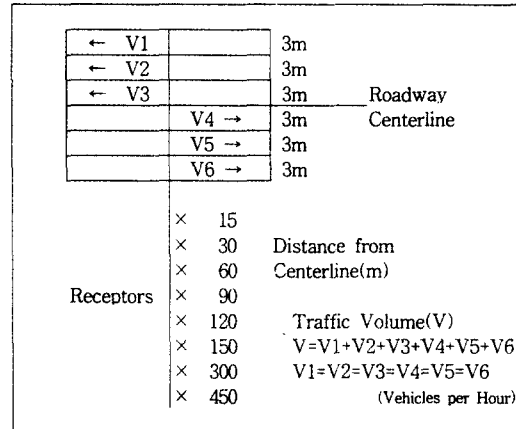 ← V1 3m
← V2 3m
← V3 3m Roadway
V4 → 3m Centerline
V5 → 3m
V6 → 3m
× 15
× 30 Distance from
× 60 Centerline(m)
Receptors × 90
× 120 Traffic Volume(V)
× 150 V=V1+V2+V3+V4+V5+V6
× 300 V1=V2=V3=V4=V5=V6
× 450 (Vehicles per Hour)